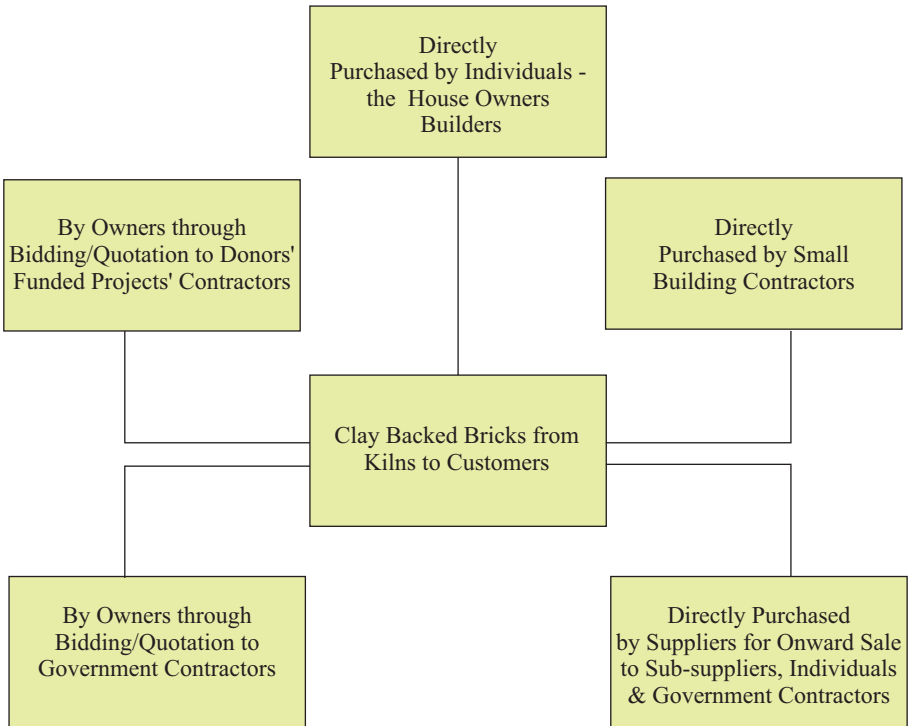 Directly
Purchased by Individuals -
the House Owners
Builders
By Owners through
Bidding/Quotation to Donors'
Funded Projects' Contractors
Directly
Purchased by Small
Building Contractors
Clay Backed Bricks from
Kilns to Customers
By Owners through
Bidding/Quotation to
Government Contractors
Directly Purchased
by Suppliers for Onward Sale
to Sub-suppliers, Individuals
& Government Contractors